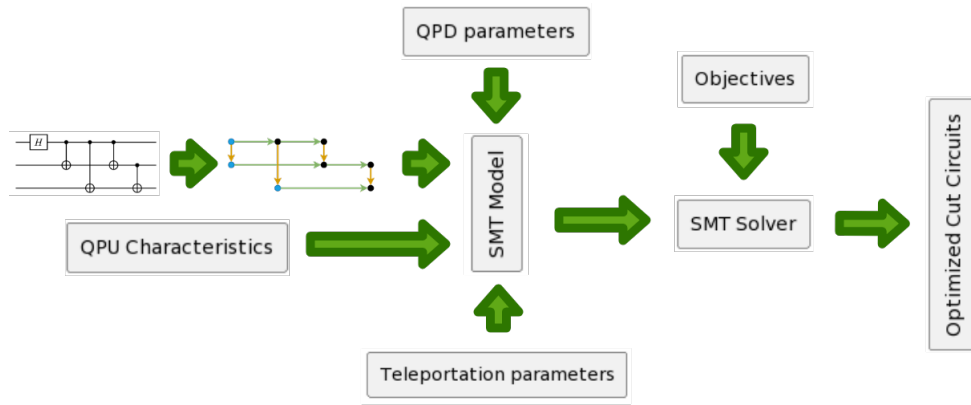 QPD parameters
Objectives
H
QPU Characteristics
SMT Model
SMT Solver
Optimized Cut Circuits
Teleportation parameters